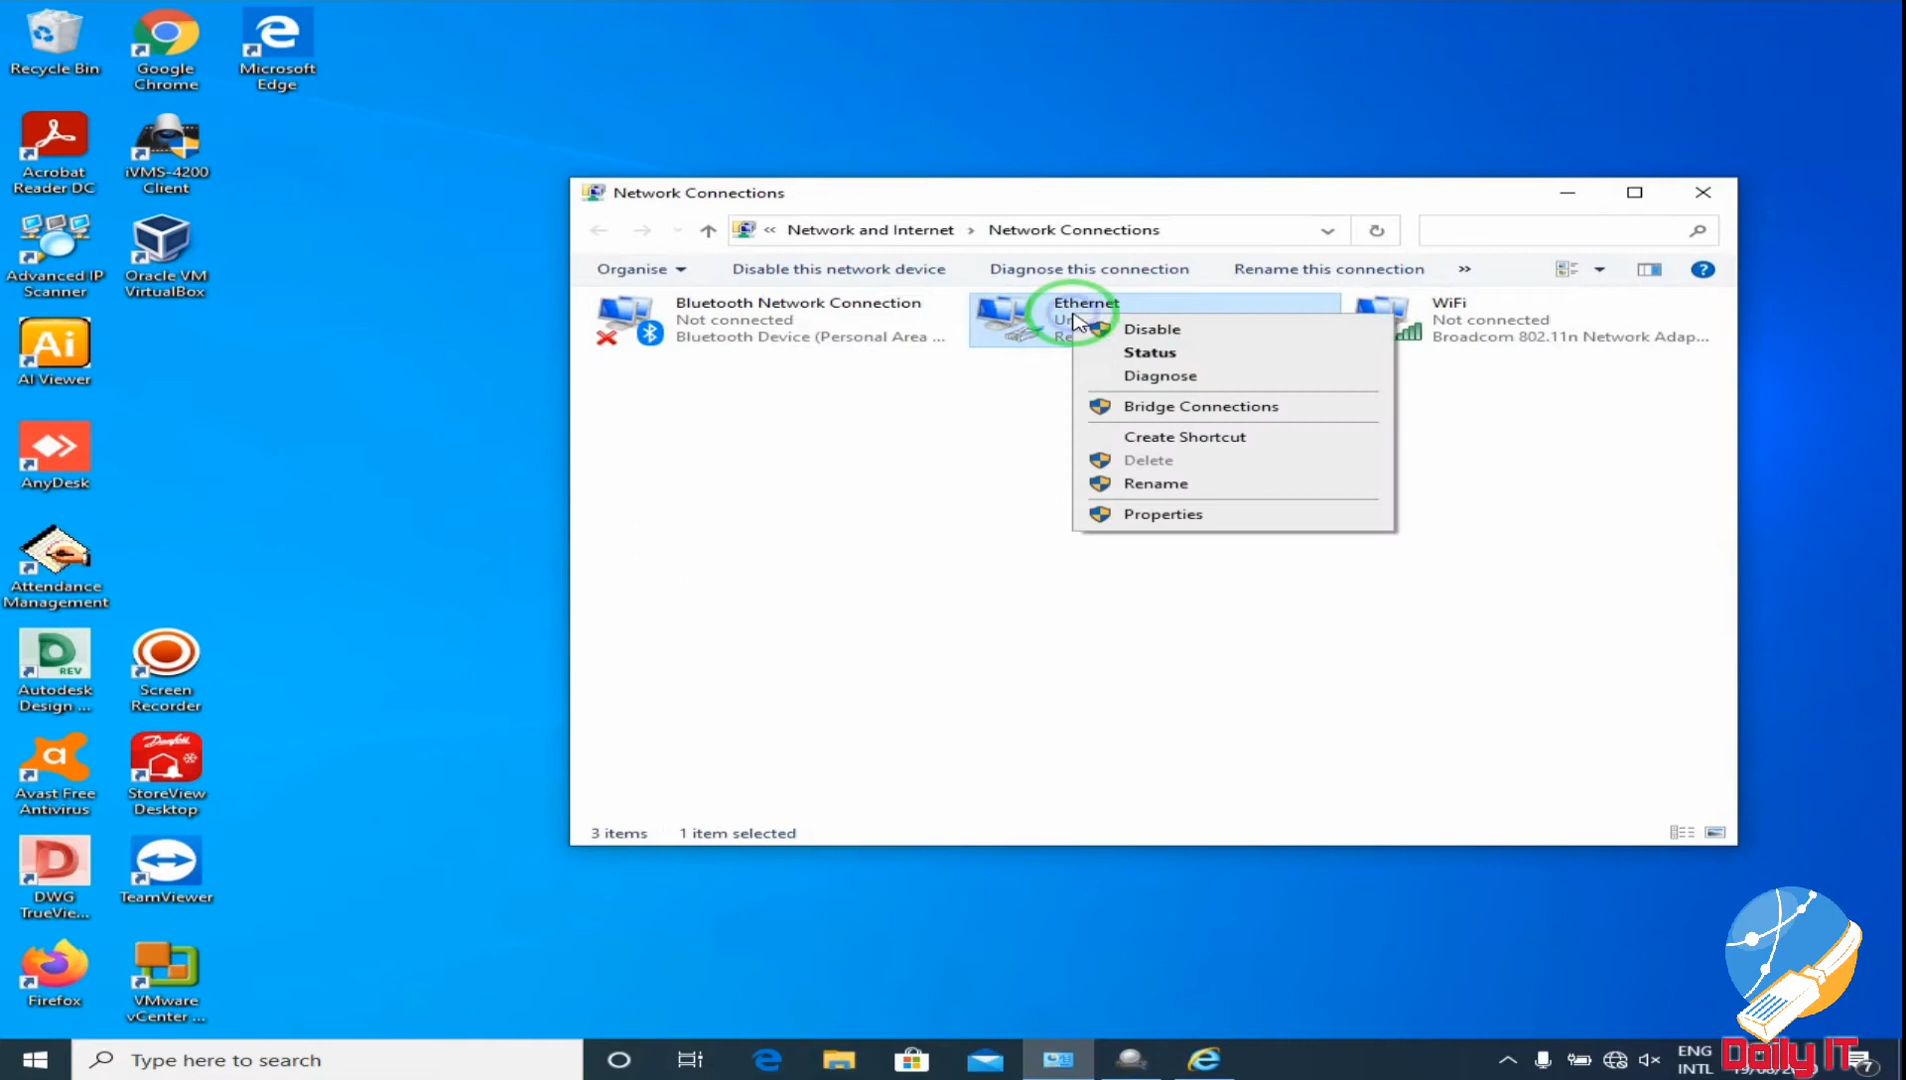 Recycle Bin
Google
Chrome
Microsoft
Edge
Acrobat
Reader DC
iVMS-4200
Client
Advanced IP
Scanner
Oracle VM
VirtualBox
Ai
AI Viewer
AnyDesk
Attendance
Management
REV
Autodesk
Design ...
Screen
Recorder
Avast Free
Antivirus
Danfoss
StoreView
Desktop
DWG
TrueVie...
TeamViewer
Firefox
VMware
vCenter ...
Network Connections
« Network and Internet › Network Connections
Organise
Disable this network device
Diagnose this connection
Rename this connection
»
Bluetooth Network Connection
Not connected
Bluetooth Device (Personal Area ...
Ethernet
WiFi
Not connected
Broadcom 802.11n Network Adap...
Disable
Status
Diagnose
Bridge Connections
Create Shortcut
Delete
Rename
Properties
3 items
1 item selected
Type here to search
ENG
INTL
Daily IT
7